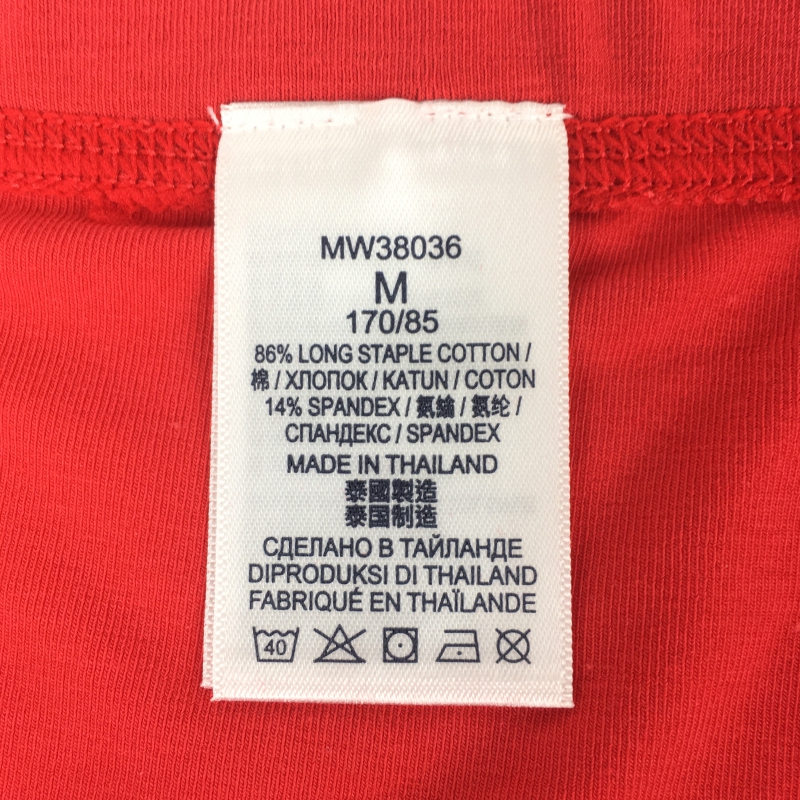 MW38036
M
170/85
86% LONG STAPLE COTTON /
棉 / ХЛОПОК / KATUN / COTON
14% SPANDEX / 氨綸 / 氨纶 /
СПАНДЕКС / SPANDEX
MADE IN THAILAND
泰國製造
泰国制造
СДЕЛАНО В ТАЙЛАНДЕ
DIPRODUKSI DI THAILAND
FABRIQUÉ EN THAÏLANDE
40